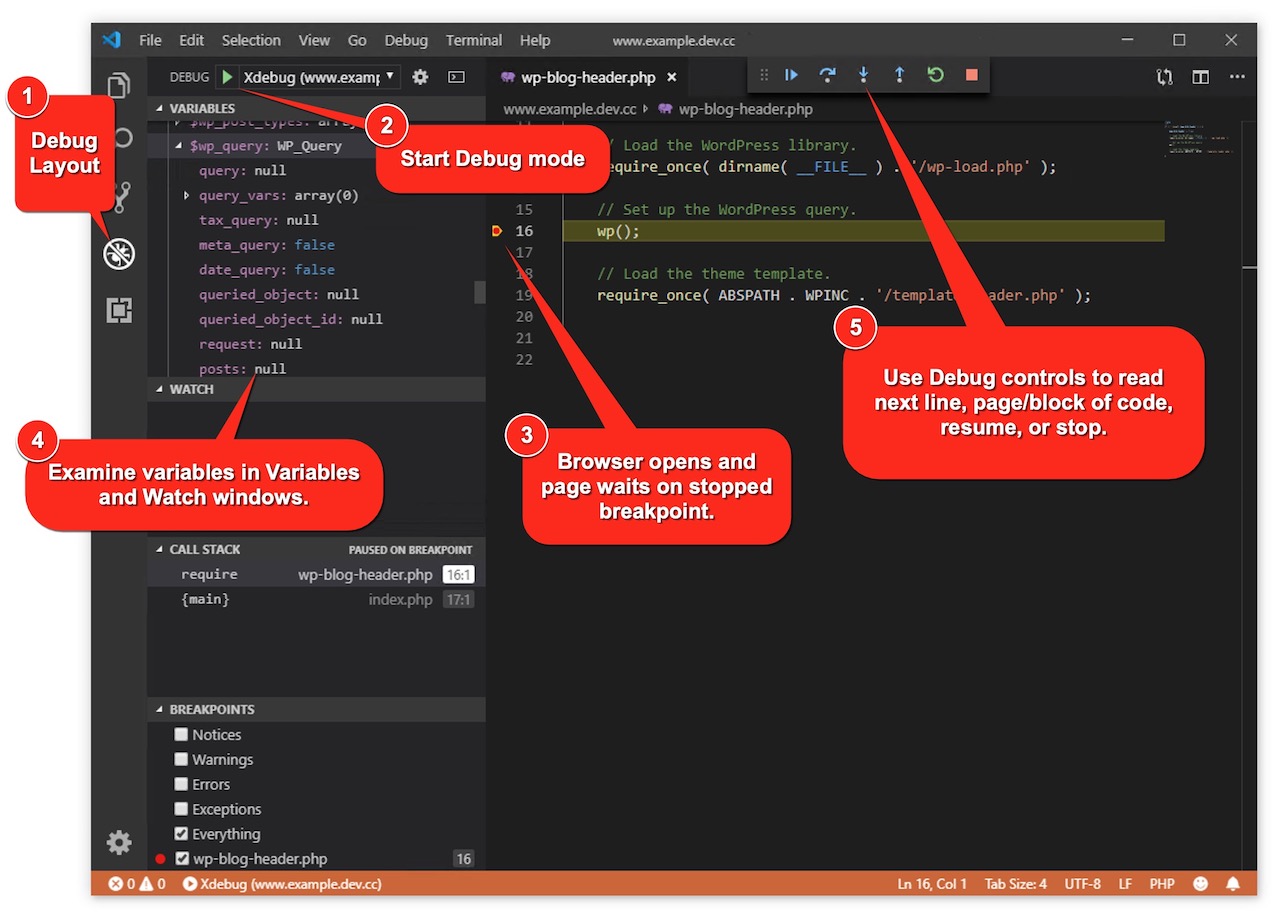 File Edit Selection View Go Debug Terminal Help www.example.dev.cc
DEBUG Xdebug (www.examp
wp-blog-header.php
www.example.dev.cc wp-blog-header.php
1
Debug
Layout
2
Start Debug mode
VARIABLES
$wp_post_types: array
$wp_query: WP_Query
query: null
query_vars: array(0)
tax_query: null
meta_query: false
date_query: false
queried_object: null
queried_object_id: null
request: null
posts: null
WATCH
4
Examine variables in Variables
and Watch windows.
CALL STACK PAUSED ON BREAKPOINT
require wp-blog-header.php 16:1
{main} index.php 17:1
BREAKPOINTS
Notices
Warnings
Errors
Exceptions
Everything
wp-blog-header.php 16
/ Load the WordPress library.
equire_once( dirname( __FILE__ ) . '/wp-load.php' );
15 // Set up the WordPress query.
16 wp();
17
18 // Load the theme template.
19 require_once( ABSPATH . WPINC . '/template eader.php' );
20
21
22
3
Browser opens and
page waits on stopped
breakpoint.
5
Use Debug controls to read
next line, page/block of code,
resume, or stop.
0 0 Xdebug (www.example.dev.cc) Ln 16, Col 1 Tab Size: 4 UTF-8 LF PHP